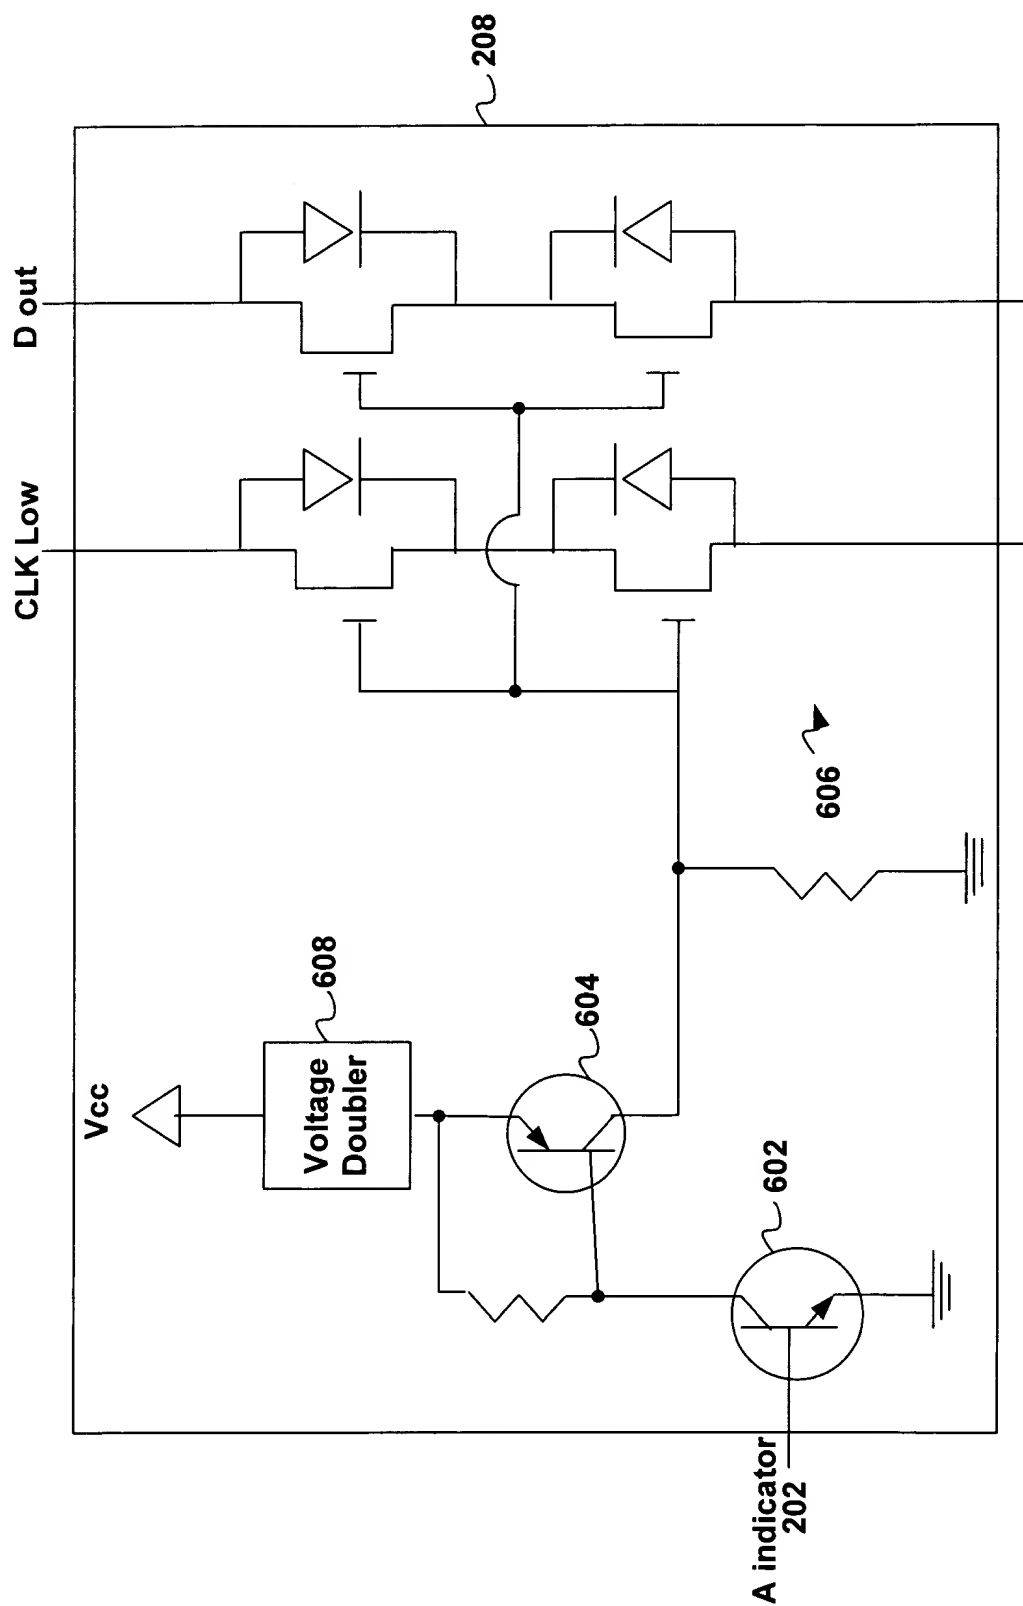 208
D out
CLK Low
Vcc
Voltage
Doubler
608
604
606
602
A indicator
202